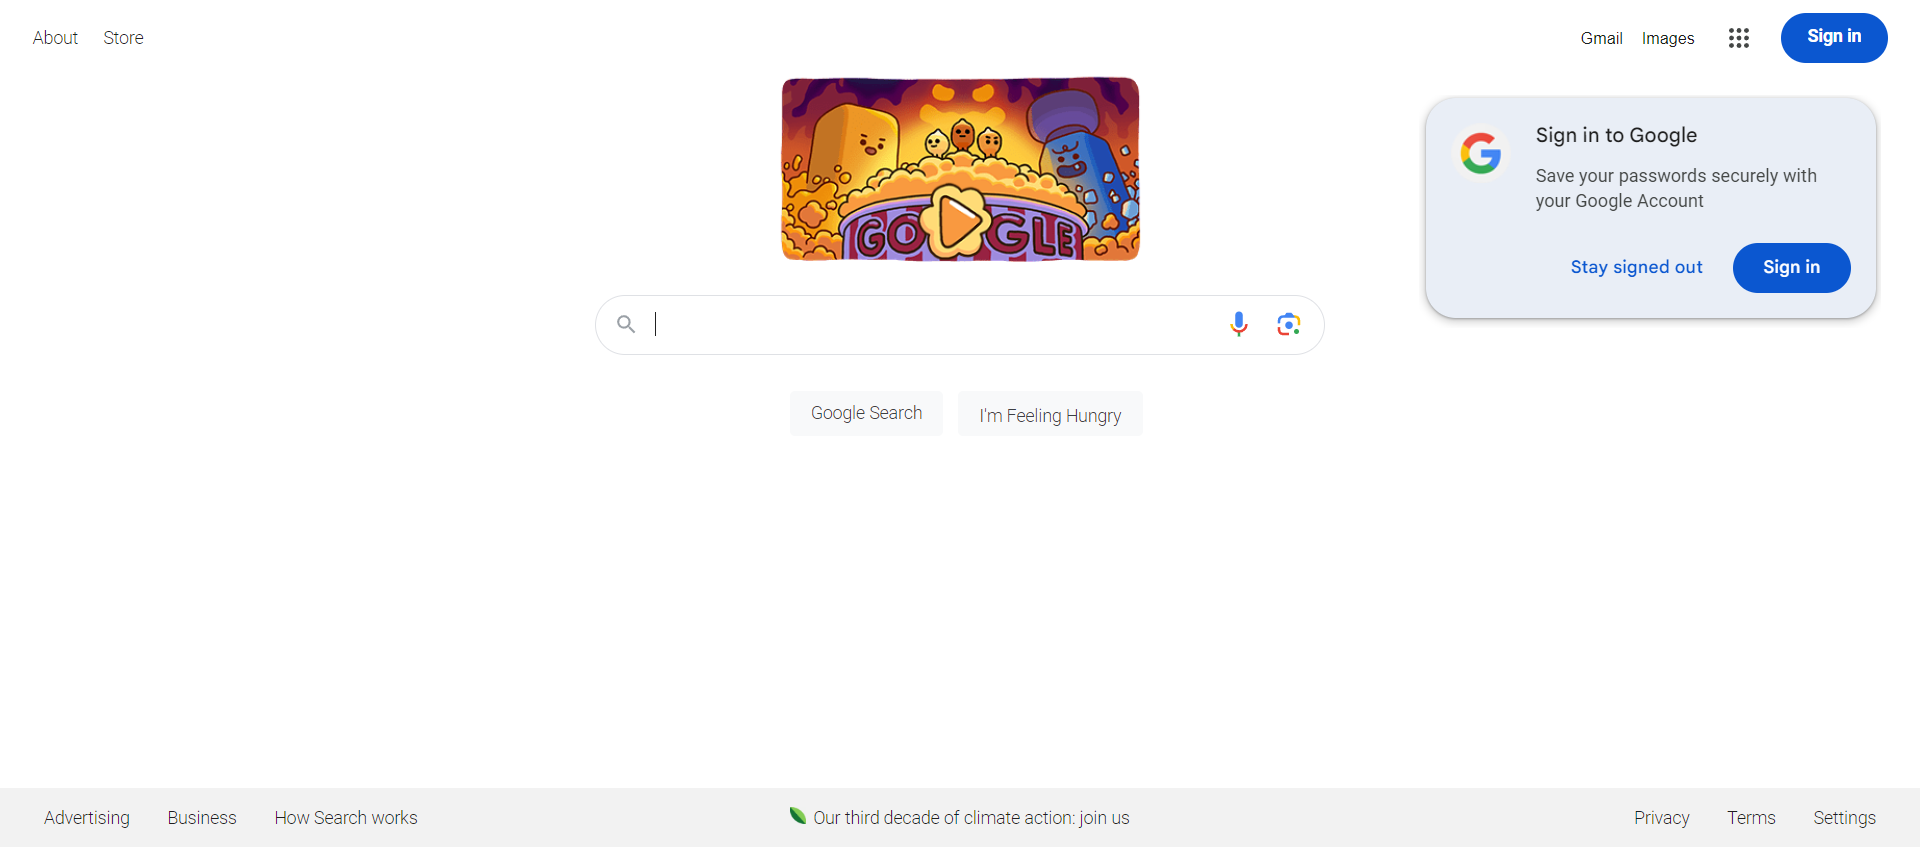 About Store
Gmail Images Sign in
GOOGLE
Sign in to Google
Save your passwords securely with
your Google Account
Stay signed out Sign in
Google Search I'm Feeling Hungry
Advertising Business How Search works
Our third decade of climate action: join us
Privacy Terms Settings